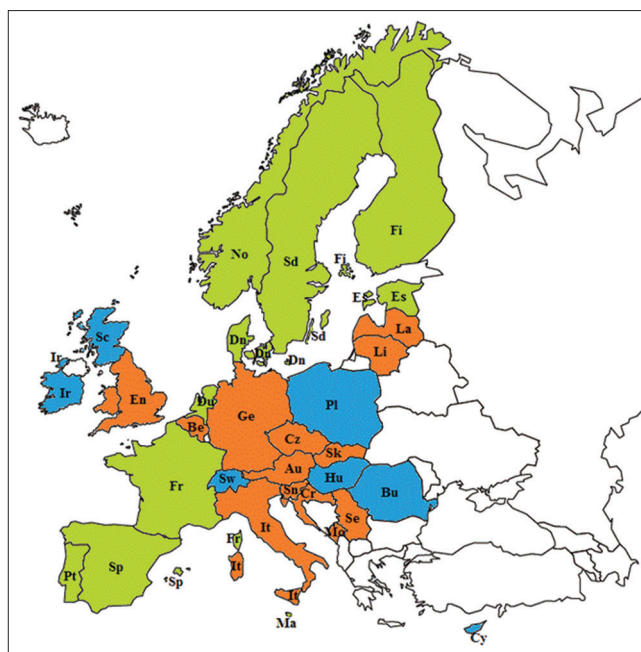 No
Sd
Fi
Fi
Es
Es
Sd
La
Li
Dn
Dn
Dn
Sc
Ir
Ir
En
Du
Be
Ge
Pl
Cz
Sk
Au
Hu
Sw
Fr
Sn
Cr
Bu
Se
Mo
It
Fr
It
It
Pt
Sp
Sp
Ma
Cy